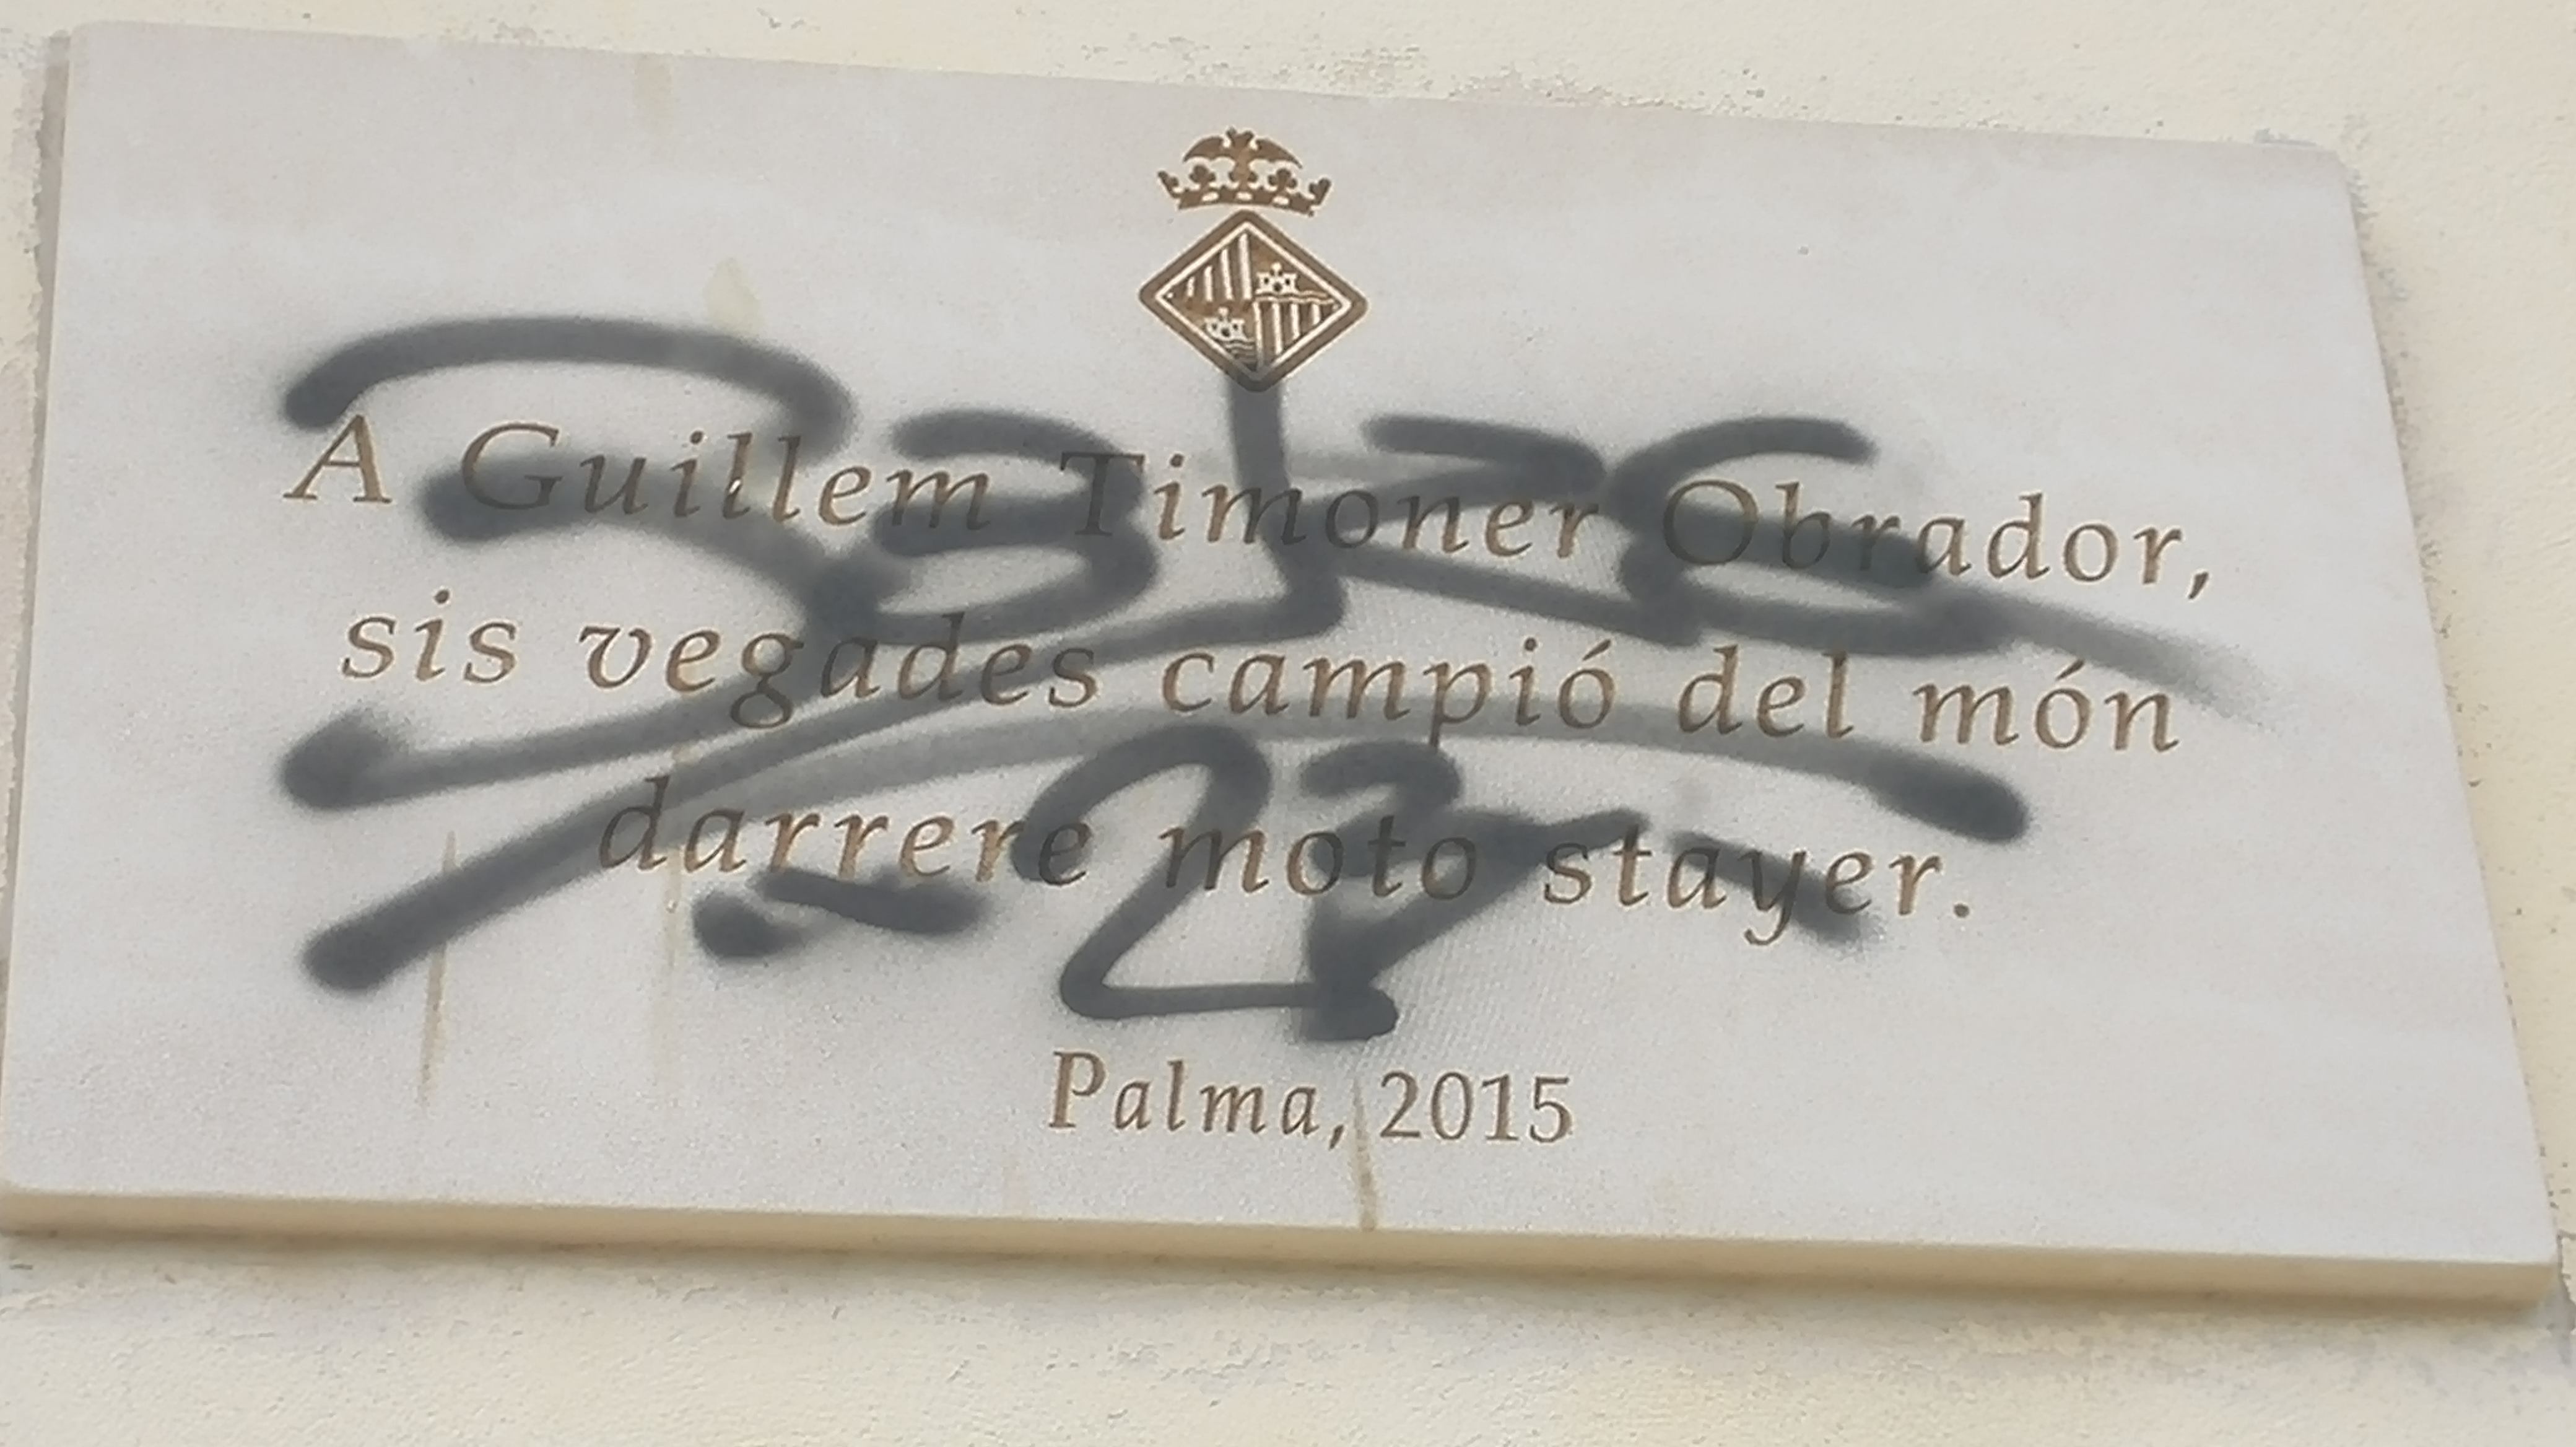 A Guillem Timoner Obrador,
sis vegades campió del món
darrere moto stayer.
Palma, 2015